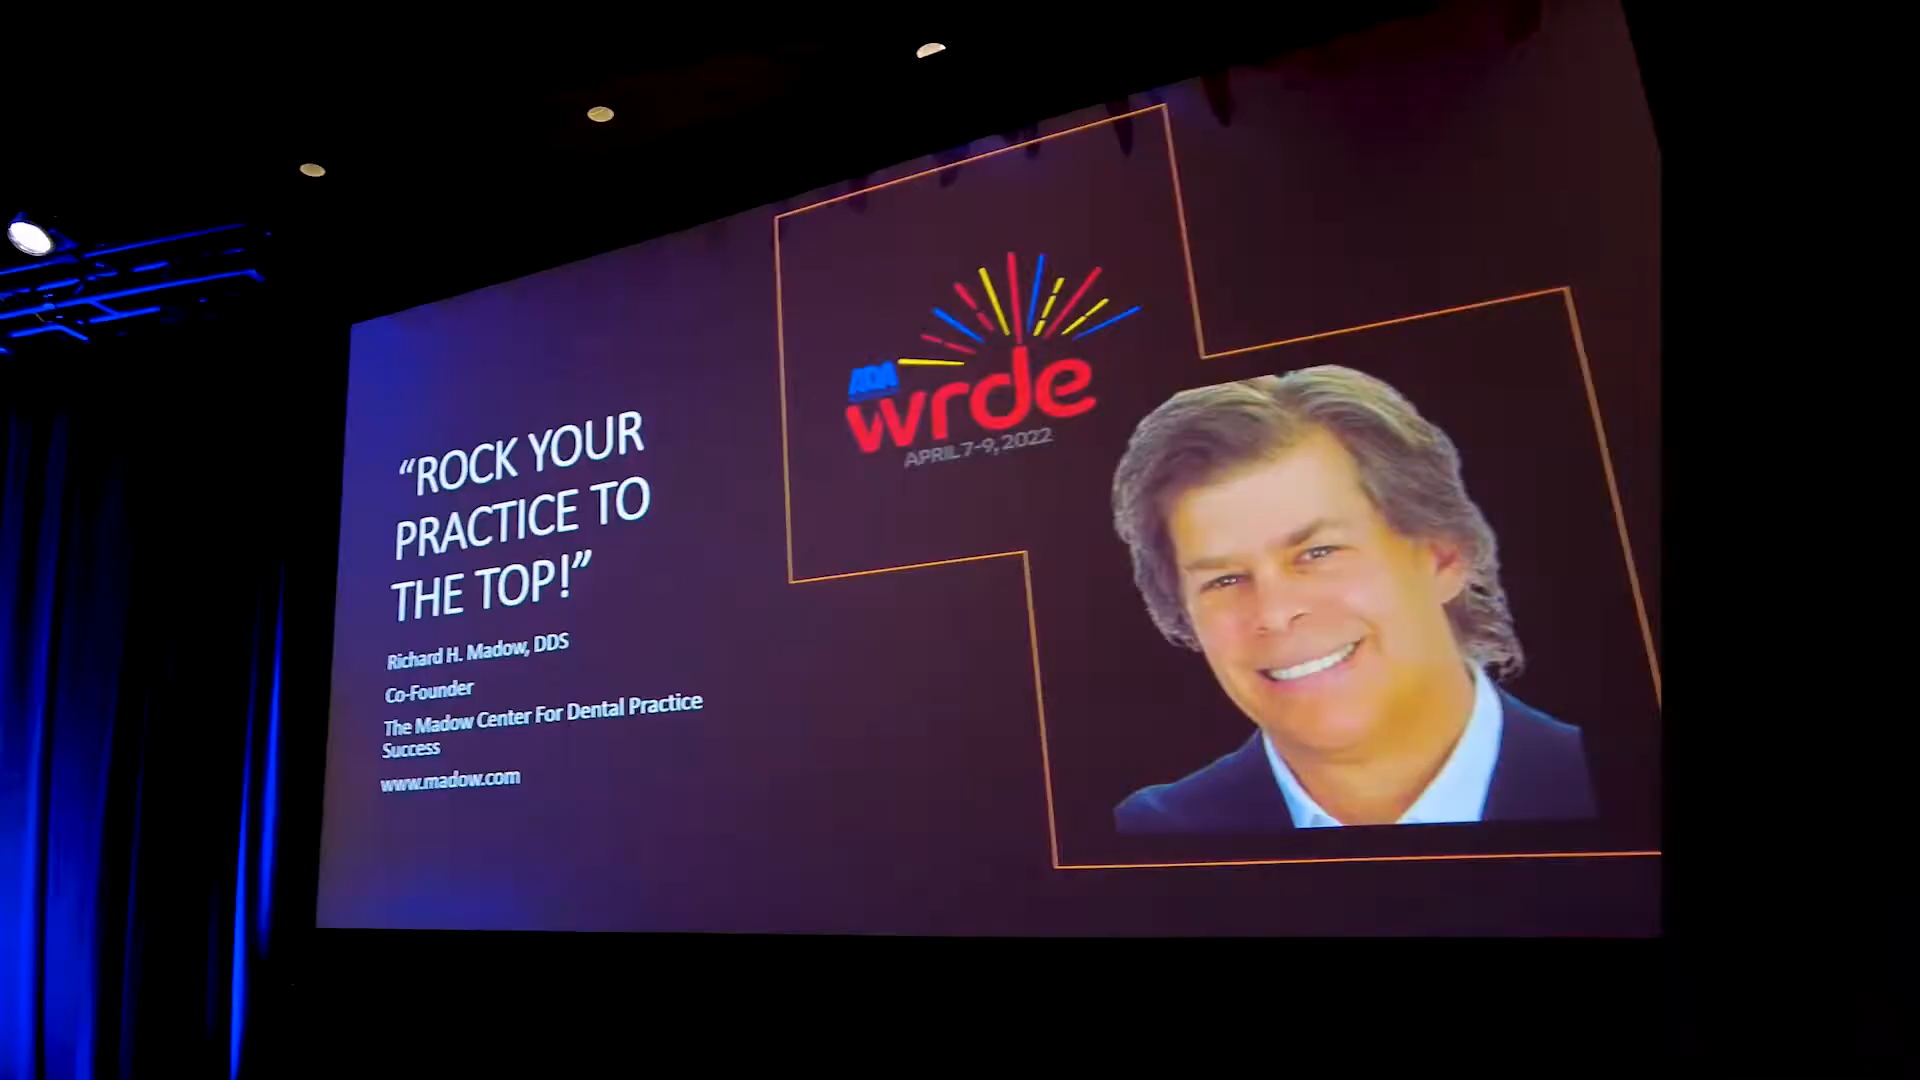 “ROCK YOUR
PRACTICE TO
THE TOP!”
Richard H. Madow, DDS
Co-Founder
The Madow Center For Dental Practice
Success
www.madow.com
ADA
wrde
APRIL 7-9, 2022